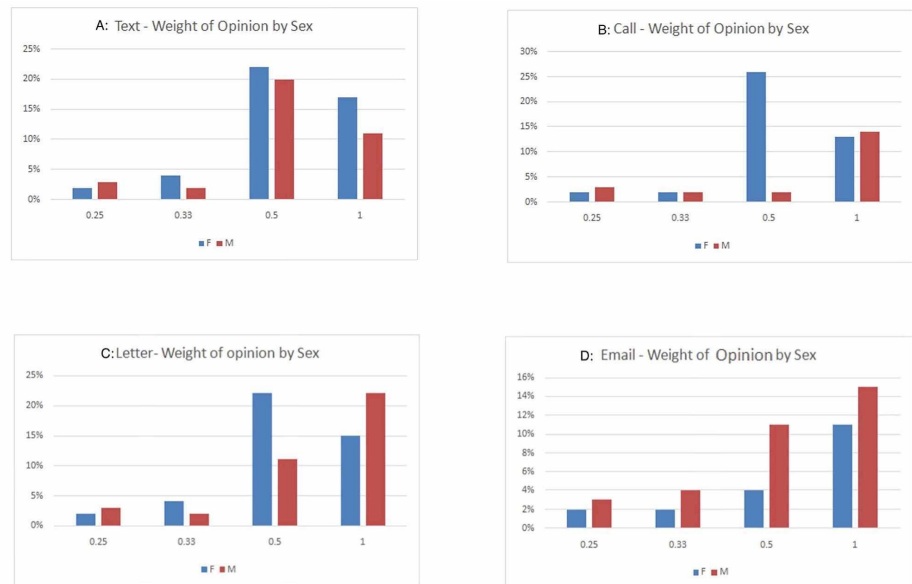 A: Text - Weight of Opinion by Sex
25%
20%
15%
10%
5%
0%
0.25 0.33 0.5 1
F M
B: Call - Weight of Opinion by Sex
30%
25%
20%
15%
10%
5%
0%
0.25 0.33 0.5 1
F M
C: Letter- Weight of opinion by Sex
25%
20%
15%
10%
5%
0%
0.25 0.33 0.5 1
F M
D: Email - Weight of Opinion by Sex
16%
14%
12%
10%
8%
6%
4%
2%
0%
0.25 0.33 0.5 1
F M